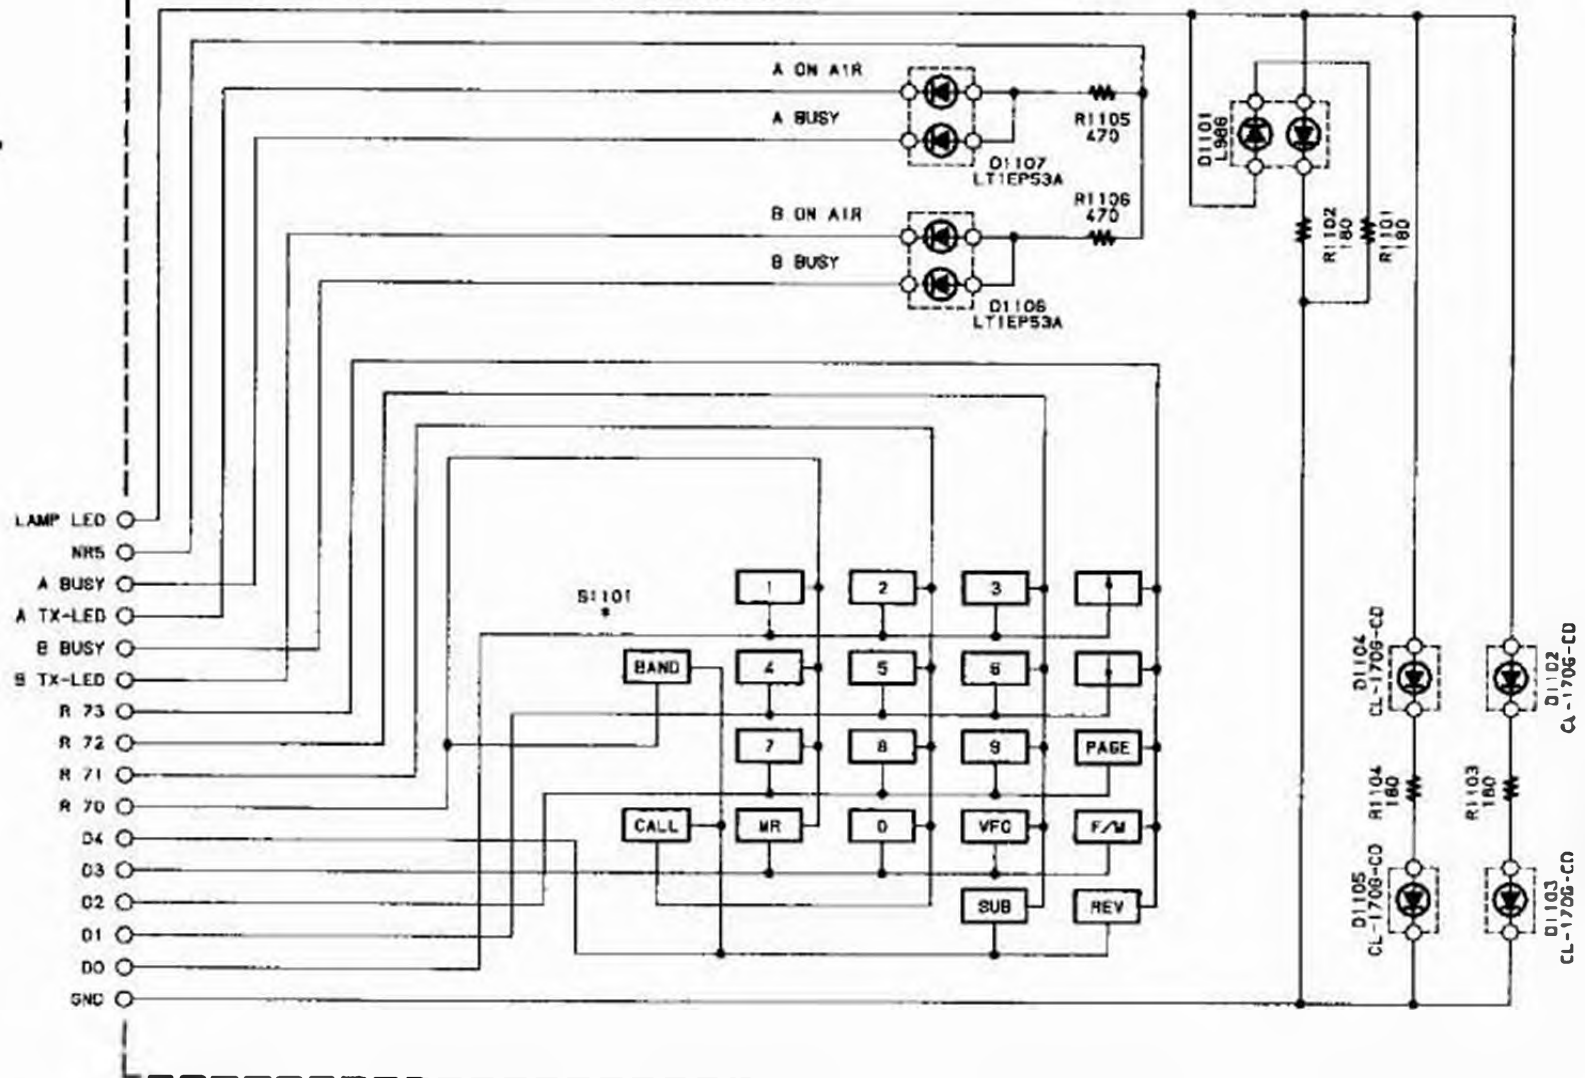 A ON AIR
A BUSY
R1105
470
D1107
LT1EP53A
B ON AIR
R1106
470
B BUSY
D1106
LT1EP53A
D1101
L986
R1102
180
R1101
180
LAMP LED
NR5
A BUSY
A TX-LED
B BUSY
B TX-LED
R 73
R 72
R 71
R 70
D4
D3
D2
D1
D0
GND
S1101
*
1
2
3
BAND
4
5
6
7
8
9
PAGE
CALL
MR
0
VFO
F/W
SUB
REV
D1104
CL-170G-CD
D1102
CL-170G-CD
R1104
180
R1103
180
D1105
CL-170G-CD
D1103
CL-170G-CD